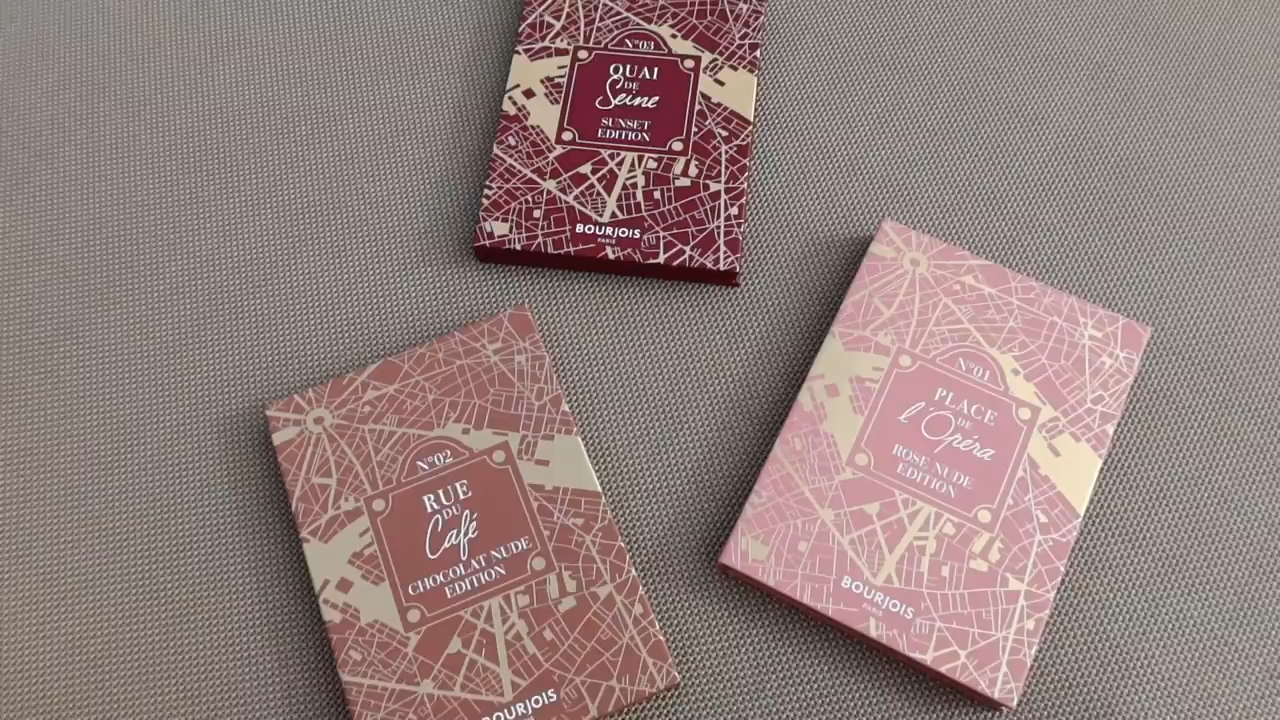 N°03
QUAI
DE
Seine
SUNSET
EDITION
BOURJOIS
PARIS
N°02
RUE
DU
Café
CHOCOLAT NUDE
EDITION
BOURJOIS
N°01
PLACE
DE
l'Opéra
ROSE NUDE
EDITION
BOURJOIS
PARIS